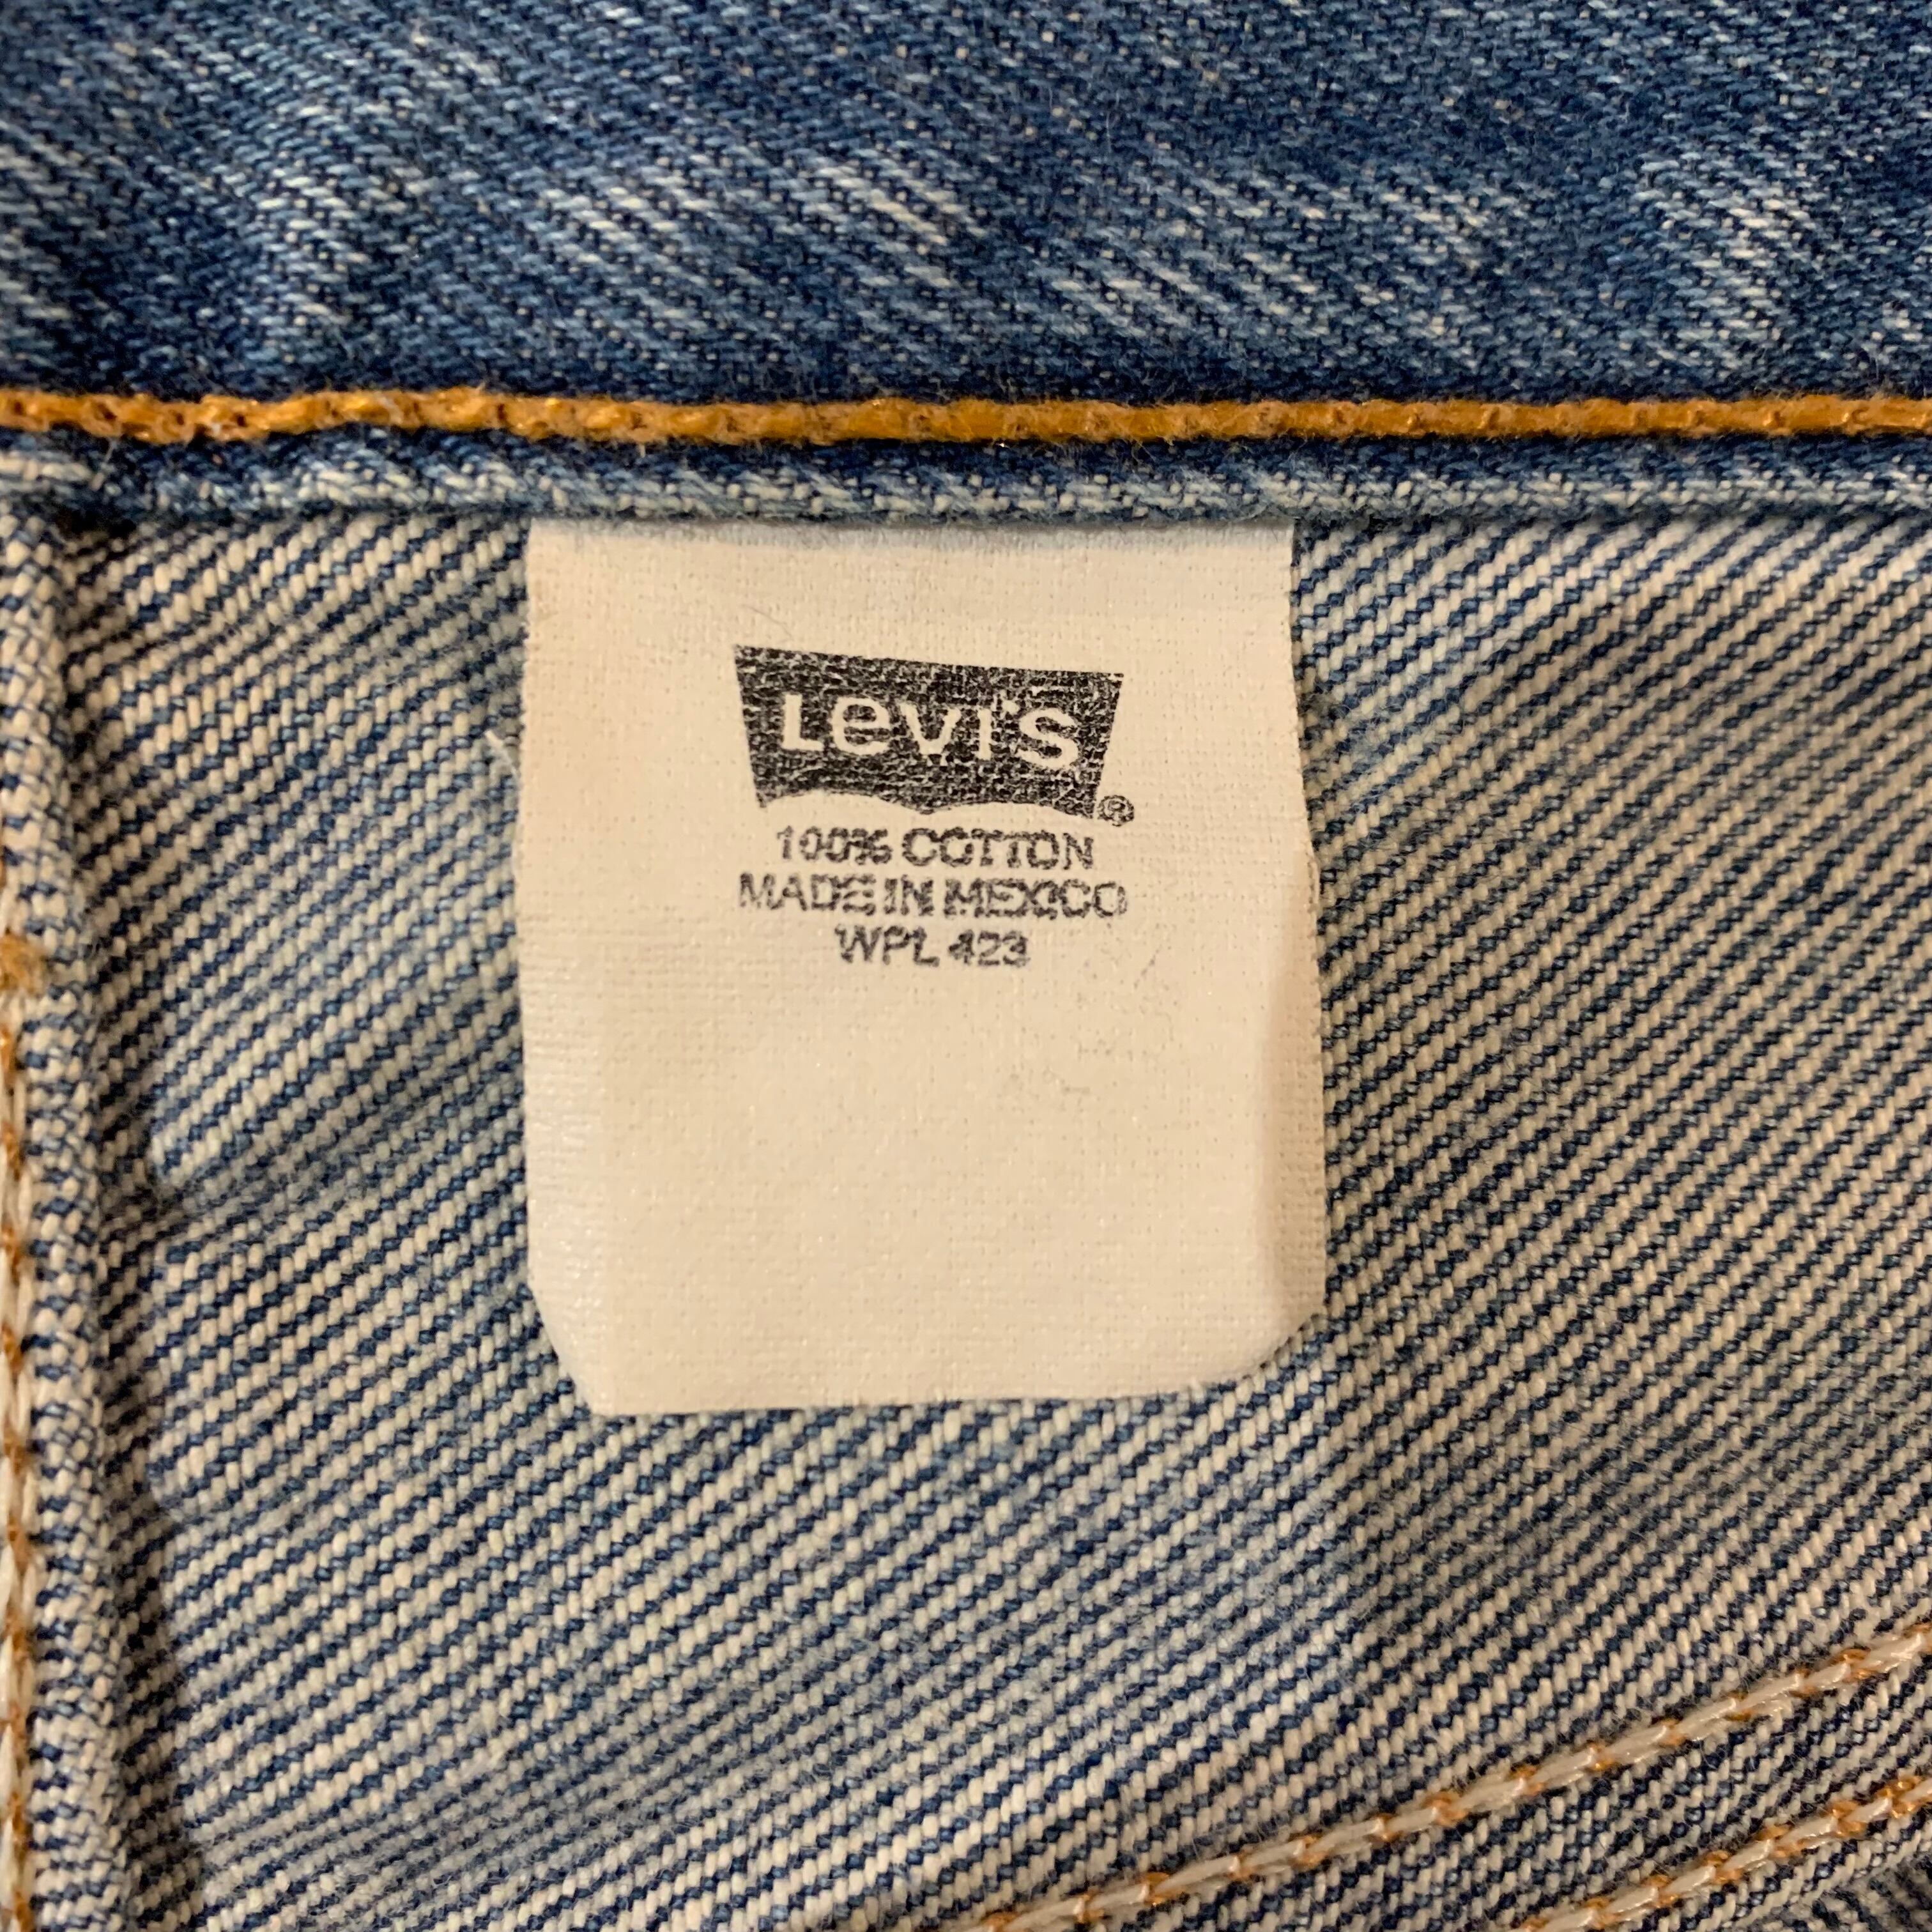 Levi's ®
100% COTTON
MADE IN MEXICO
WPL 423